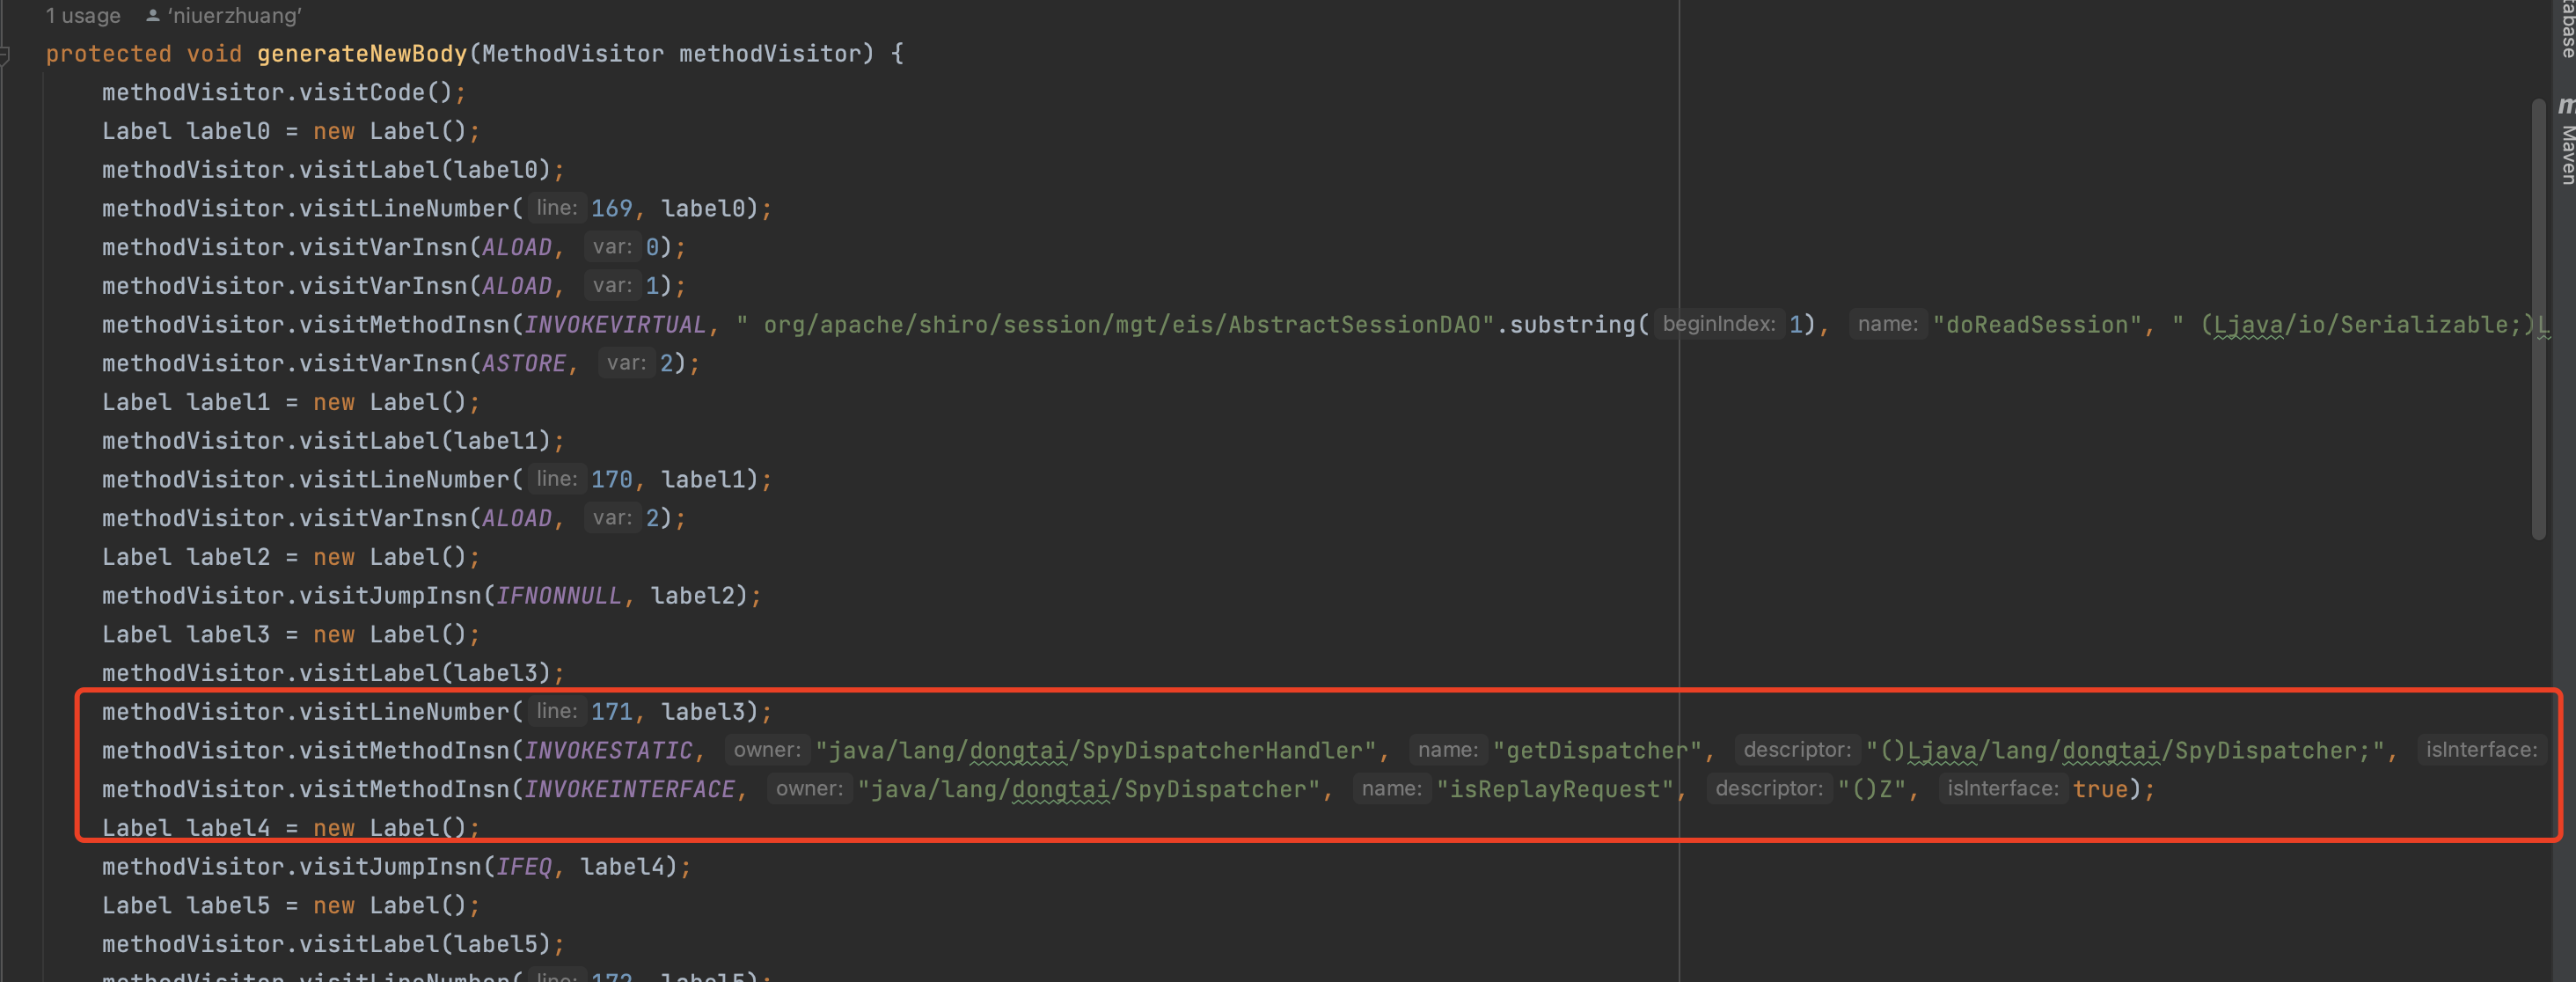 1 usage ‘niuerzhuang’
protected void generateNewBody(MethodVisitor methodVisitor) {
methodVisitor.visitCode();
Label label0 = new Label();
methodVisitor.visitLabel(label0);
methodVisitor.visitLineNumber( line: 169, label0);
methodVisitor.visitVarInsn(ALOAD, var: 0);
methodVisitor.visitVarInsn(ALOAD, var: 1);
methodVisitor.visitMethodInsn(INVOKEVIRTUAL, " org/apache/shiro/session/mgt/eis/AbstractSessionDAO".substring( beginIndex: 1), name: "doReadSession", " (Ljava/io/Serializable;)L
methodVisitor.visitVarInsn(ASTORE, var: 2);
Label label1 = new Label();
methodVisitor.visitLabel(label1);
methodVisitor.visitLineNumber( line: 170, label1);
methodVisitor.visitVarInsn(ALOAD, var: 2);
Label label2 = new Label();
methodVisitor.visitJumpInsn(IFNONNULL, label2);
Label label3 = new Label();
methodVisitor.visitLabel(label3);
methodVisitor.visitLineNumber( line: 171, label3);
methodVisitor.visitMethodInsn(INVOKESTATIC, owner: "java/lang/dongtai/SpyDispatcherHandler", name: "getDispatcher", descriptor: "()Ljava/lang/dongtai/SpyDispatcher;", isInterface:
methodVisitor.visitMethodInsn(INVOKEINTERFACE, owner: "java/lang/dongtai/SpyDispatcher", name: "isReplayRequest", descriptor: "()Z", isInterface: true);
Label label4 = new Label();
methodVisitor.visitJumpInsn(IFEQ, label4);
Label label5 = new Label();
methodVisitor.visitLabel(label5);
methodVisitor.visitLineNumber( line: 172, label5);
tabase
m
Maven